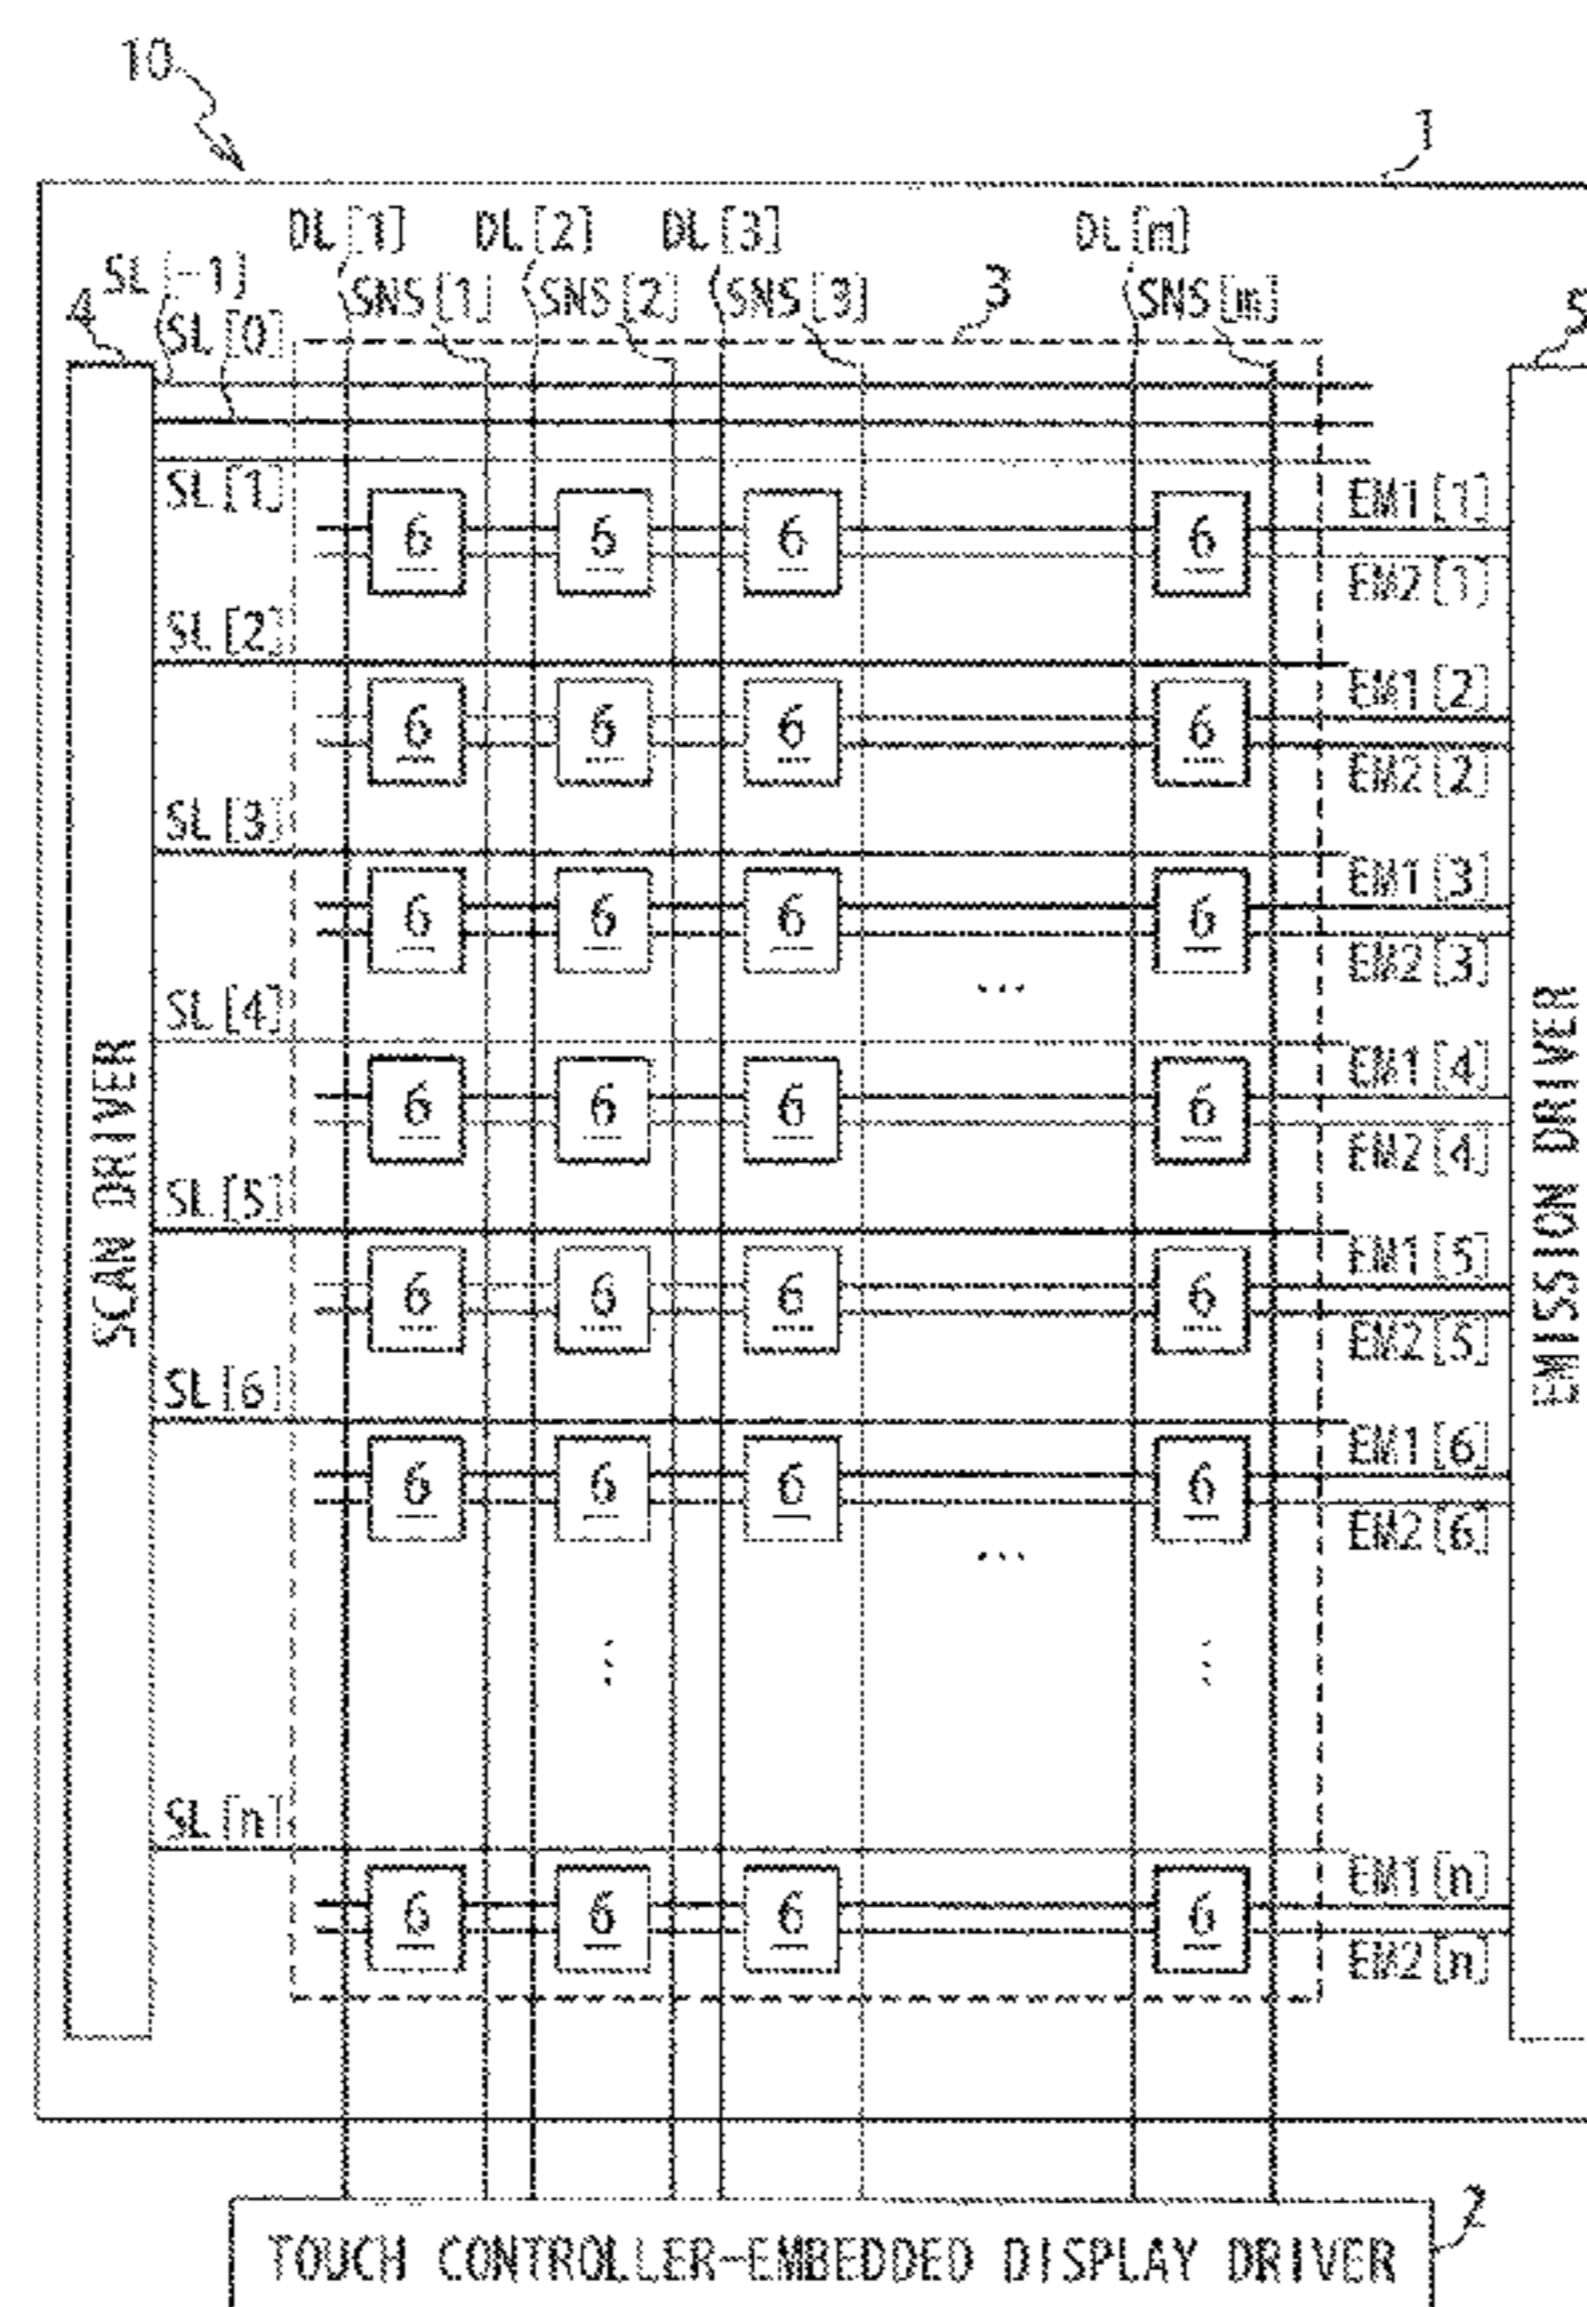 10
1
DL[1] DL[2] DL[3] DL[m]
SL[-1] SNS[1] SNS[2] SNS[3] 3 SNS[m]
4 SL[0] 5
SL[1] EM1[1]
6 6 6 6
EM2[1]
SL[2]
EM1[2]
6 6 6 6
EM2[2]
SL[3]
EM1[3]
6 6 6 6
EM2[3]
...
SL[4]
EM1[4]
6 6 6 6
EM2[4]
SL[5]
EM1[5]
6 6 6 6
EM2[5]
SL[6]
EM1[6]
6 6 6 6
EM2[6]
...
SCAN DRIVER
EMISSION DRIVER
SL[n]
EM1[n]
6 6 6 6
EM2[n]
2
TOUCH CONTROLLER-EMBEDDED DISPLAY DRIVER